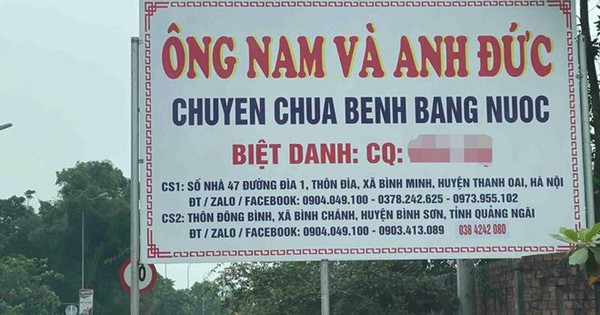 ÔNG NAM VÀ ANH ĐỨC
CHUYEN CHUA BENH BANG NUOC
BIỆT DANH: CQ:
CS1: SỐ NHÀ 47 ĐƯỜNG ĐÌA 1, THÔN ĐÌA, XÃ BÌNH MINH, HUYỆN THANH OAI, HÀ NỘI
ĐT / ZALO / FACEBOOK: 0904.049.100 - 0378.242.625 - 0973.955.102
CS2: THÔN ĐÔNG BÌNH, XÃ BÌNH CHÁNH, HUYỆN BÌNH SƠN, TỈNH QUẢNG NGÃI
ĐT / ZALO / FACEBOOK: 0904.049.100 - 0903.413.089 038 4242 080